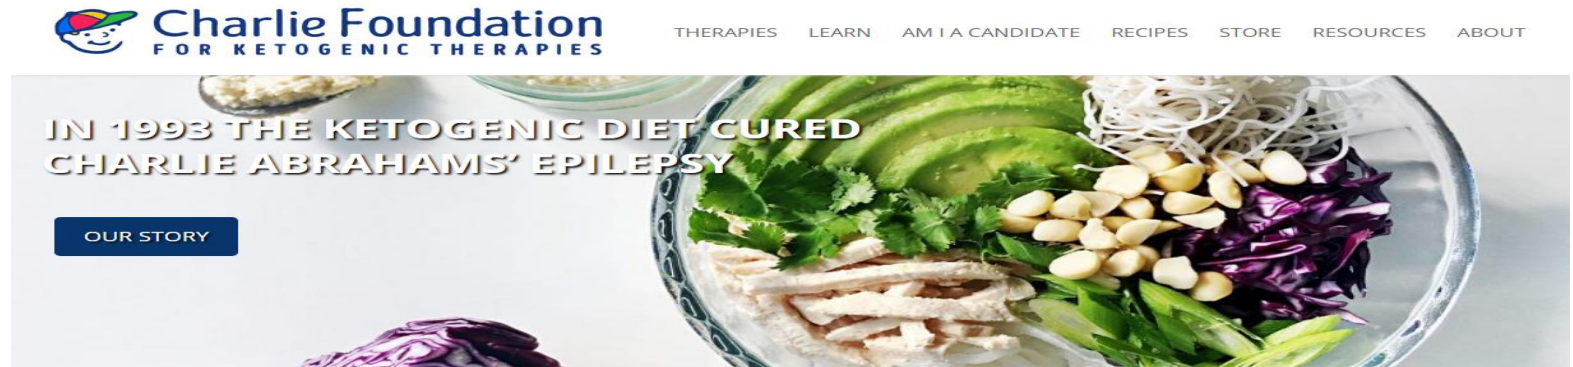 Charlie Foundation
FOR KETOGENIC THERAPIES
THERAPIES LEARN AM I A CANDIDATE RECIPES STORE RESOURCES ABOUT
IN 1993 THE KETOGENIC DIET CURED
CHARLIE ABRAHAMS’ EPILEPSY
OUR STORY